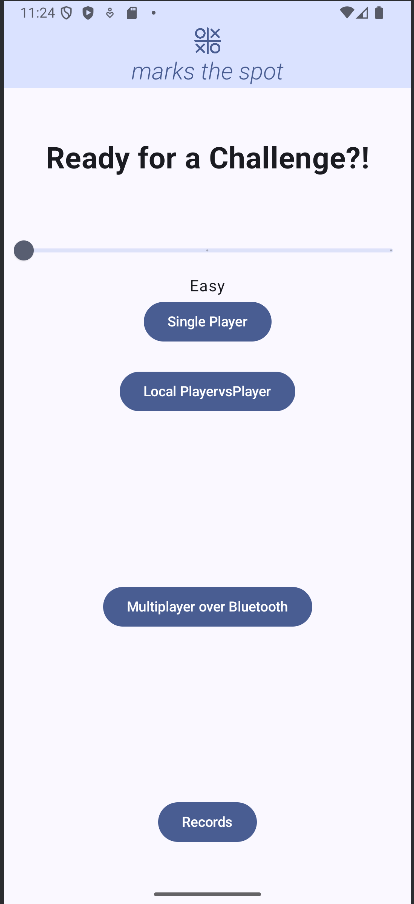 11:24
marks the spot
Ready for a Challenge?!
Easy
Single Player
Local PlayervsPlayer
Multiplayer over Bluetooth
Records